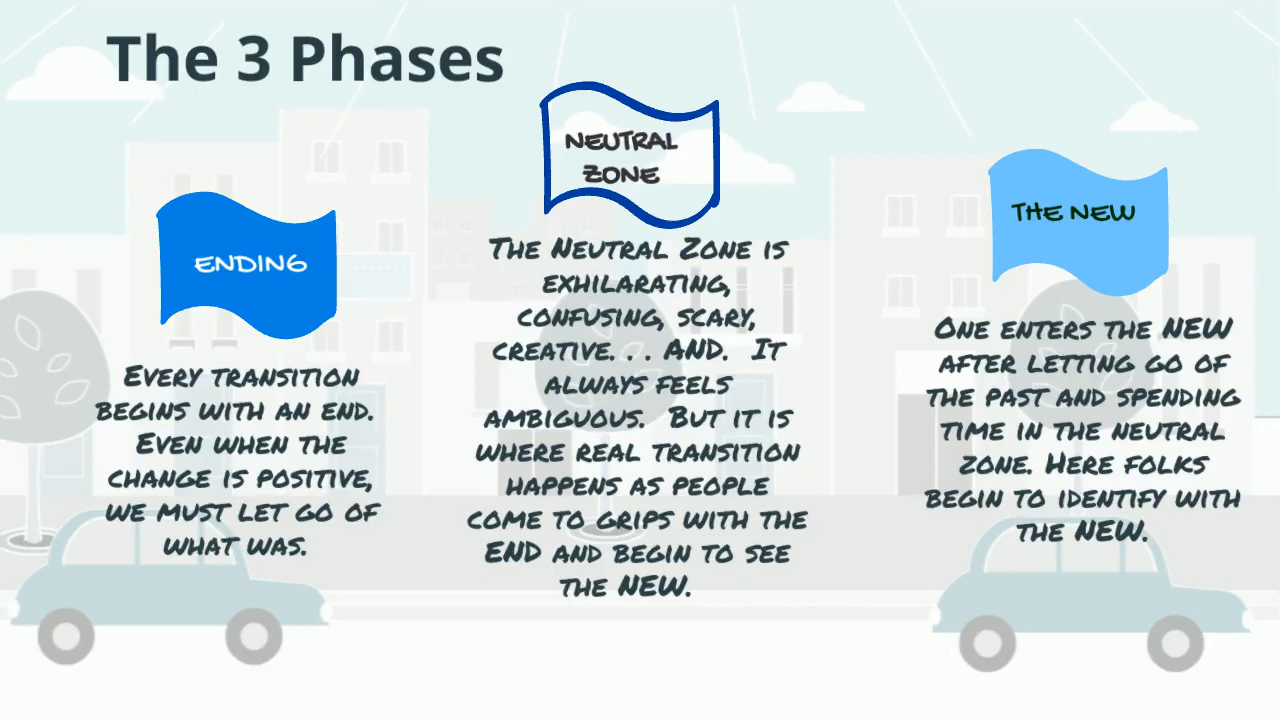 The 3 Phases
ENDING
EVERY TRANSITION
BEGINS WITH AN END.
EVEN WHEN THE
CHANGE IS POSITIVE,
WE MUST LET GO OF
WHAT WAS.
NEUTRAL
ZONE
THE NEUTRAL ZONE IS
EXHILARATING,
CONFUSING, SCARY,
CREATIVE. . . AND. IT
ALWAYS FEELS
AMBIGUOUS. BUT IT IS
WHERE REAL TRANSITION
HAPPENS AS PEOPLE
COME TO GRIPS WITH THE
END AND BEGIN TO SEE
THE NEW.
THE NEW
ONE ENTERS THE NEW
AFTER LETTING GO OF
THE PAST AND SPENDING
TIME IN THE NEUTRAL
ZONE. HERE FOLKS
BEGIN TO IDENTIFY WITH
THE NEW.